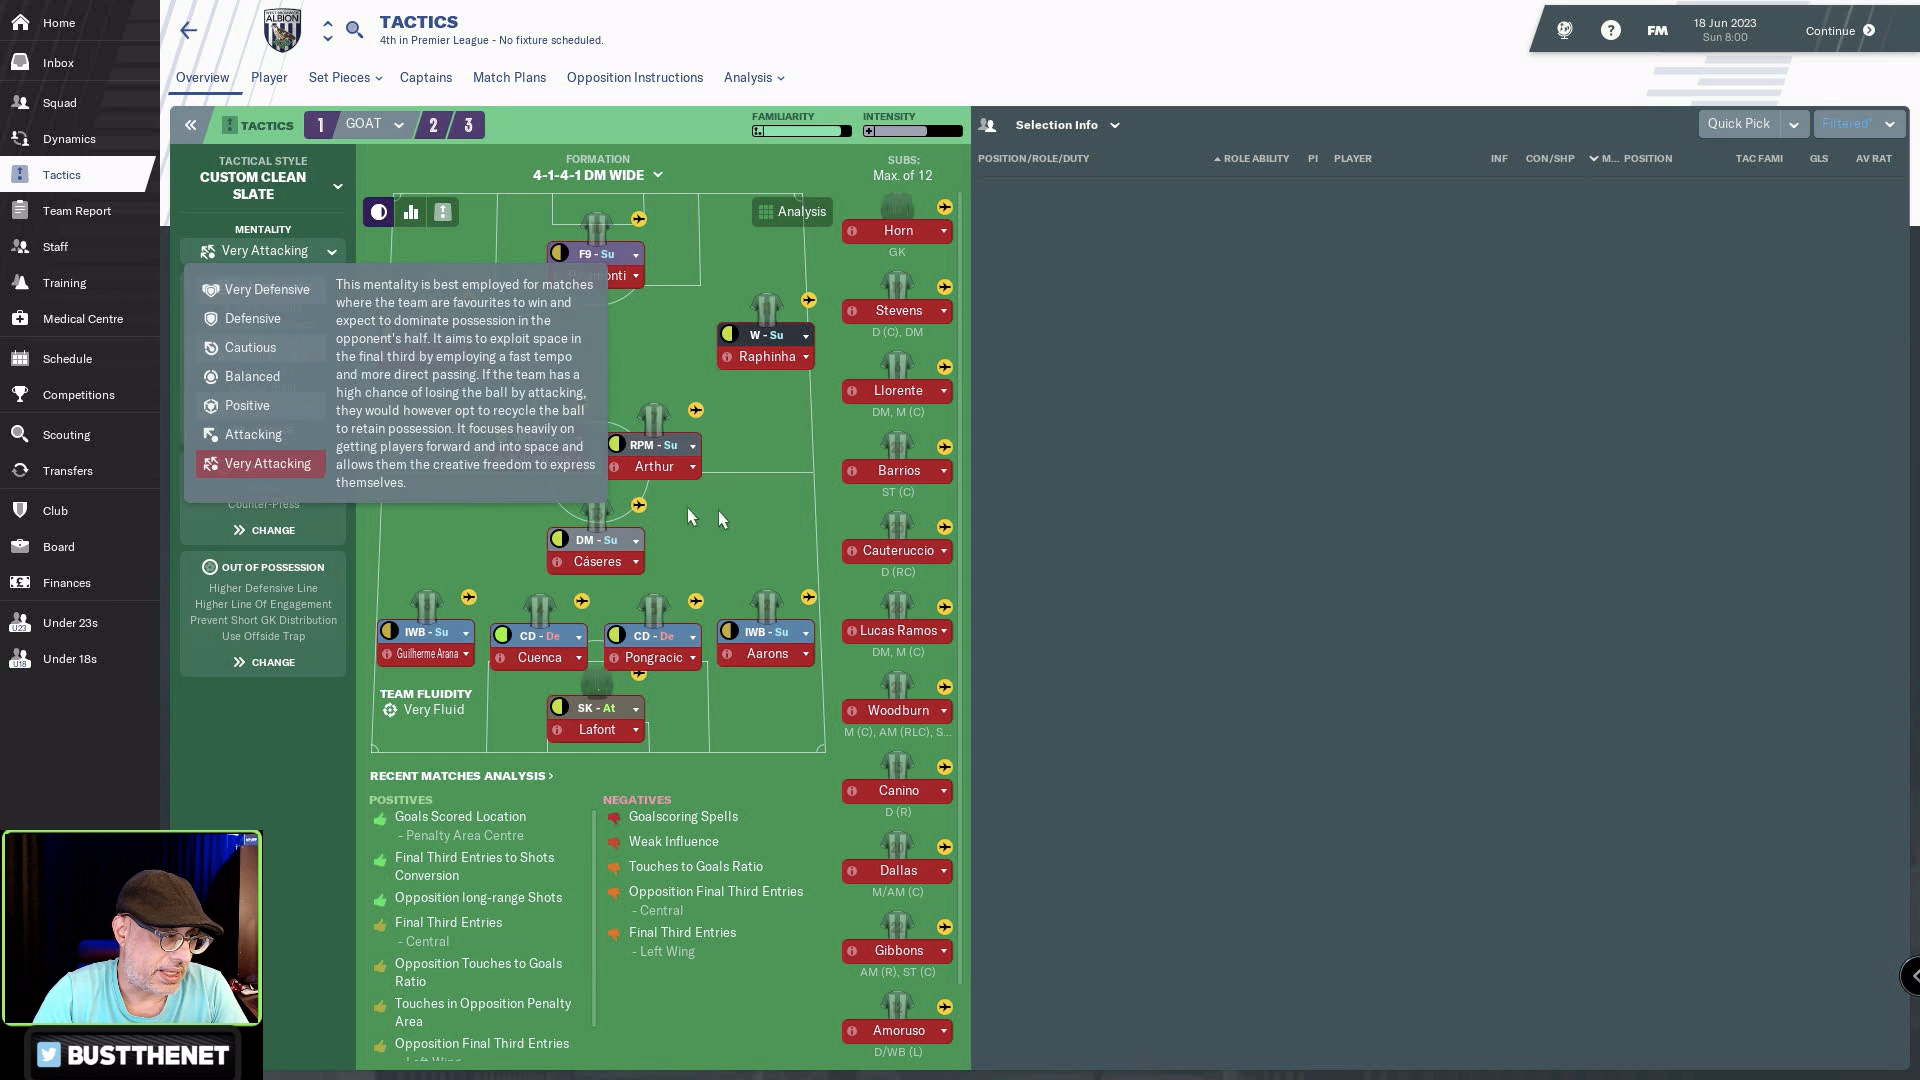 Home
Inbox
Squad
Dynamics
Tactics
Team Report
Staff
Training
Medical Centre
Schedule
Competitions
Scouting
Transfers
Club
Board
Finances
U23
Under 23s
U18
Under 18s
WEST BROMWICH
ALBION
TACTICS
4th in Premier League - No fixture scheduled.
FM
18 Jun 2023
Sun 8:00
Continue
Overview
Player
Set Pieces
Captains
Match Plans
Opposition Instructions
Analysis
TACTICS
1
GOAT
2
3
FAMILIARITY
INTENSITY
TACTICAL STYLE
CUSTOM CLEAN
SLATE
MENTALITY
Very Attacking
Very Defensive
Defensive
Cautious
Balanced
Positive
Attacking
Very Attacking
This mentality is best employed for matches
where the team are favourites to win and
expect to dominate possession in the
opponent's half. It aims to exploit space in
the final third by employing a fast tempo
and more direct passing. If the team has a
high chance of losing the ball by attacking,
they would however opt to recycle the ball
to retain possession. It focuses heavily on
getting players forward and into space and
allows them the creative freedom to express
themselves.
Counter-Press
CHANGE
OUT OF POSSESSION
Higher Defensive Line
Higher Line Of Engagement
Prevent Short GK Distribution
Use Offside Trap
CHANGE
FORMATION
4-1-4-1 DM WIDE
Analysis
F9 - Su
W - Su
Raphinha
RPM - Su
Arthur
DM - Su
Cáseres
IWB - Su
Guilherme Arana
CD - De
Cuenca
CD - De
Pongracic
IWB - Su
Aarons
SK - At
Lafont
TEAM FLUIDITY
Very Fluid
RECENT MATCHES ANALYSIS >
POSITIVES
Goals Scored Location
- Penalty Area Centre
Final Third Entries to Shots
Conversion
Opposition long-range Shots
Final Third Entries
- Central
Opposition Touches to Goals
Ratio
Touches in Opposition Penalty
Area
Opposition Final Third Entries
- Left Wing
NEGATIVES
Goalscoring Spells
Weak Influence
Touches to Goals Ratio
Opposition Final Third Entries
- Central
Final Third Entries
- Left Wing
SUBS:
Max. of 12
Horn
GK
Stevens
D (C), DM
Llorente
DM, M (C)
Barrios
ST (C)
Cauteruccio
D (RC)
Lucas Ramos
DM, M (C)
Woodburn
M (C), AM (RLC), S...
Canino
D (R)
Dallas
M/AM (C)
Gibbons
AM (R), ST (C)
Amoruso
D/WB (L)
Selection Info
Quick Pick
Filtered*
POSITION/ROLE/DUTY
ROLE ABILITY
PI
PLAYER
INF
CON/SHP
M...
POSITION
TAC FAMI
GLS
AV RAT
BUSTTHENET